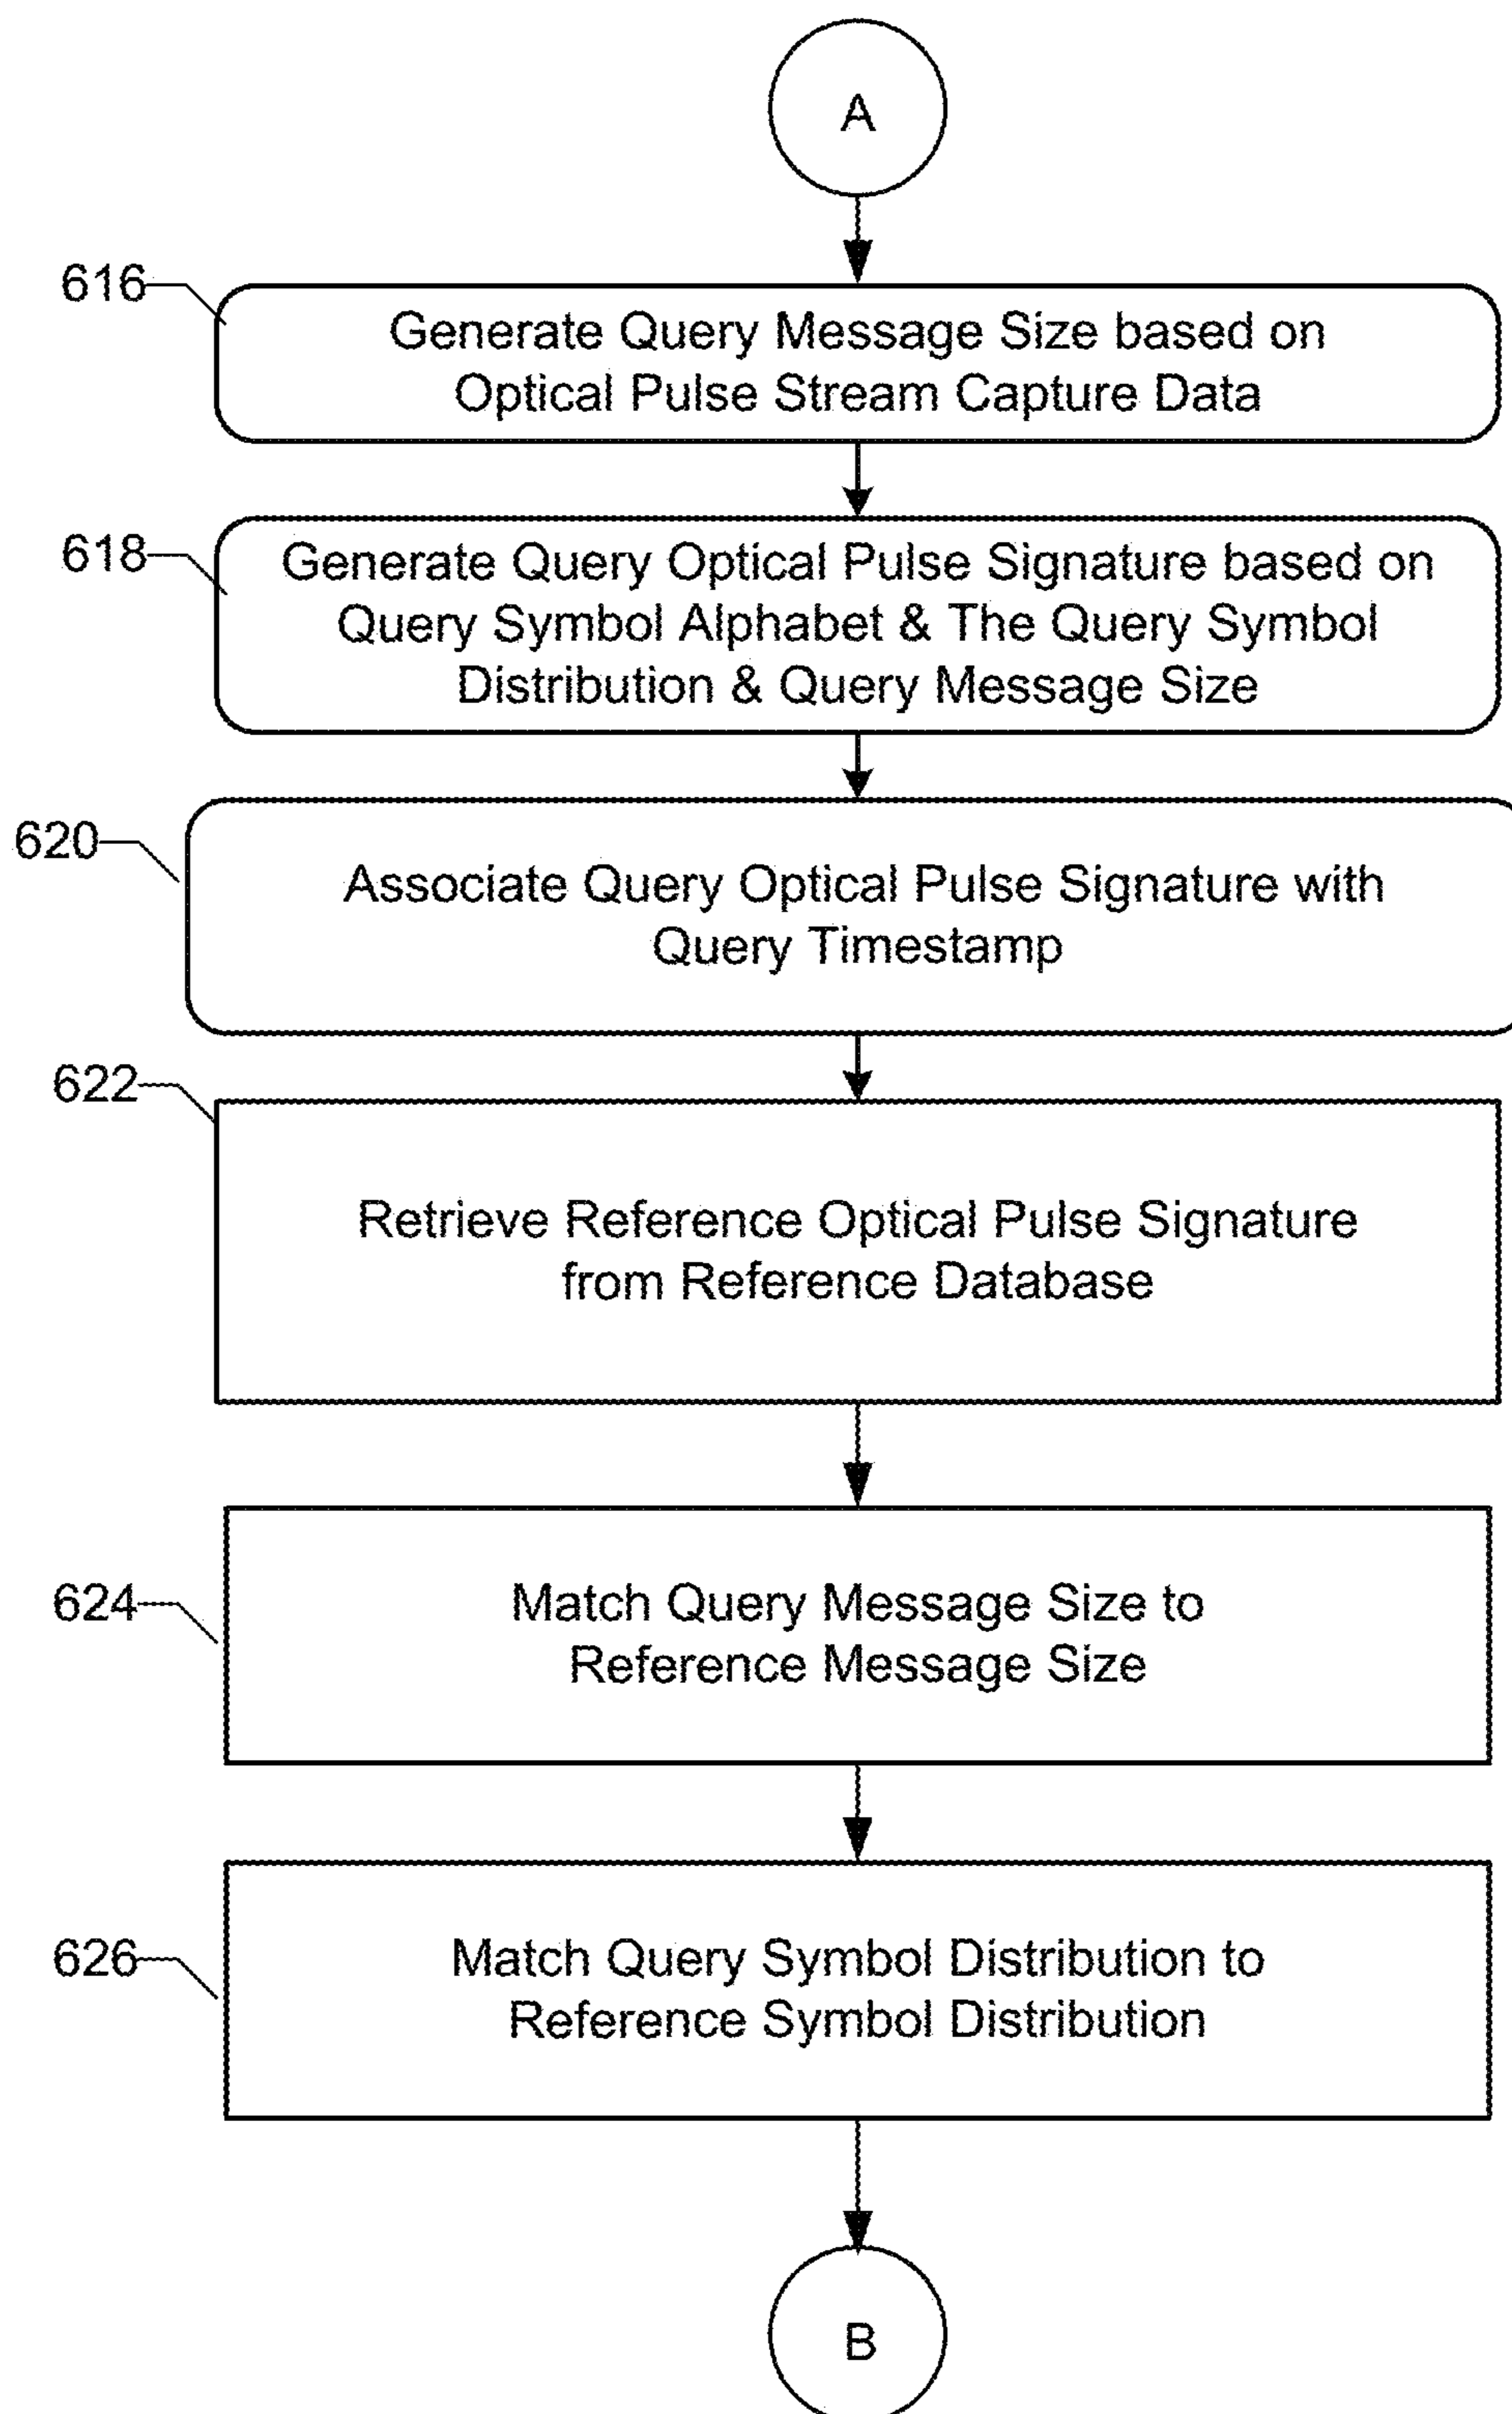 A
616
Generate Query Message Size based on
Optical Pulse Stream Capture Data
618
Generate Query Optical Pulse Signature based on
Query Symbol Alphabet & The Query Symbol
Distribution & Query Message Size
620
Associate Query Optical Pulse Signature with
Query Timestamp
622
Retrieve Reference Optical Pulse Signature
from Reference Database
624
Match Query Message Size to
Reference Message Size
626
Match Query Symbol Distribution to
Reference Symbol Distribution
B